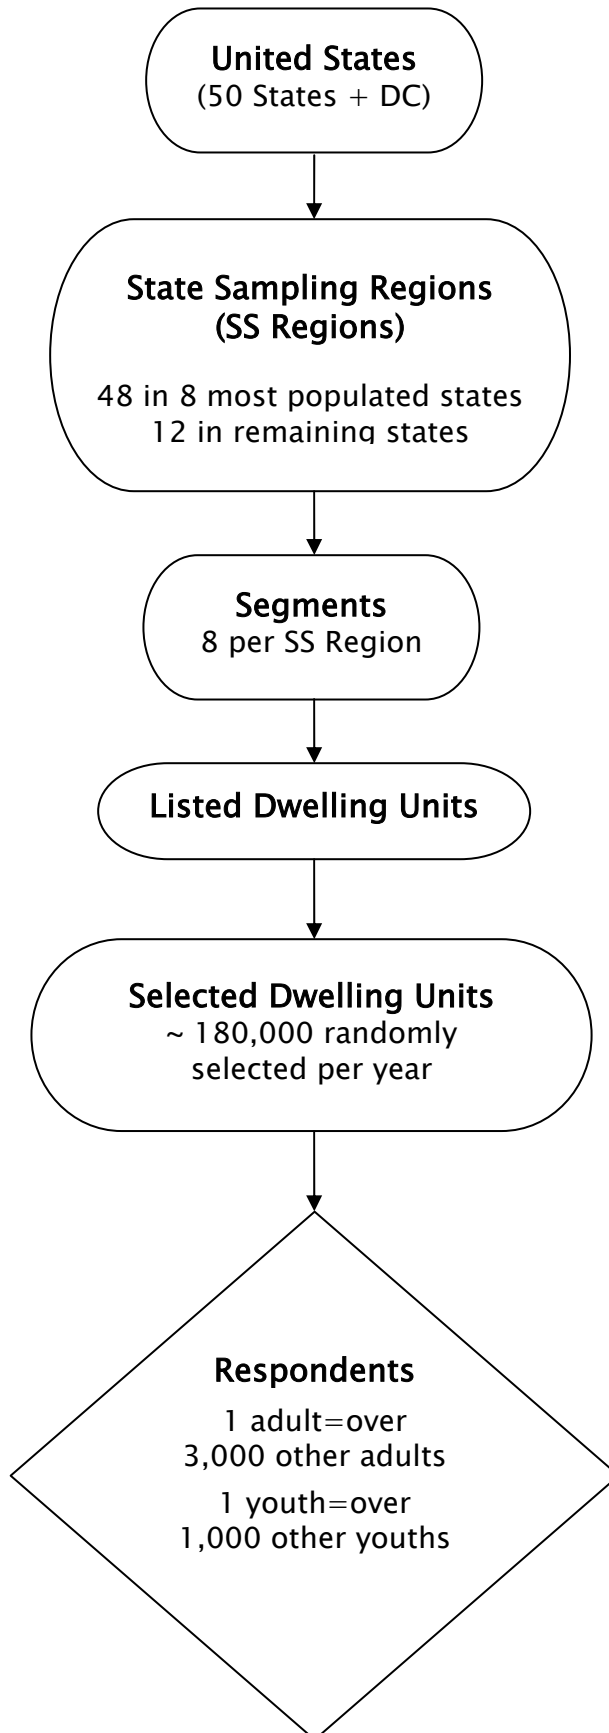 United States
(50 States + DC)
State Sampling Regions
(SS Regions)
48 in 8 most populated states
12 in remaining states
Segments
8 per SS Region
Listed Dwelling Units
Selected Dwelling Units
~ 180,000 randomly
selected per year
Respondents
1 adult=over
3,000 other adults
1 youth=over
1,000 other youths